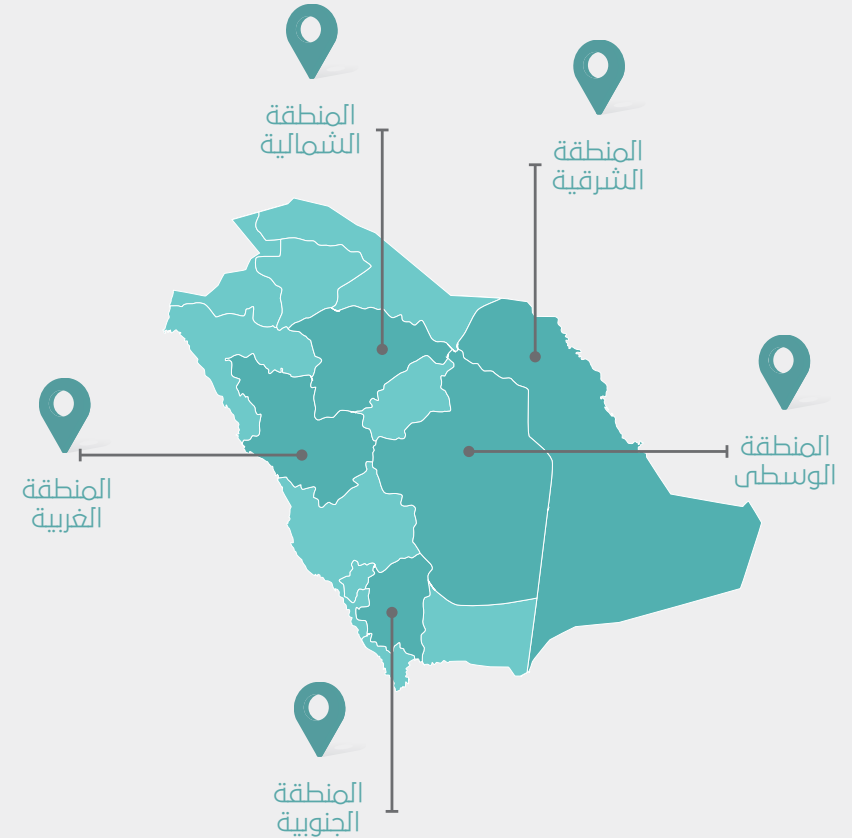 المنطقة
الشمالية
المنطقة
الشرقية
المنطقة
الوسطى
المنطقة
الغربية
المنطقة
الجنوبية